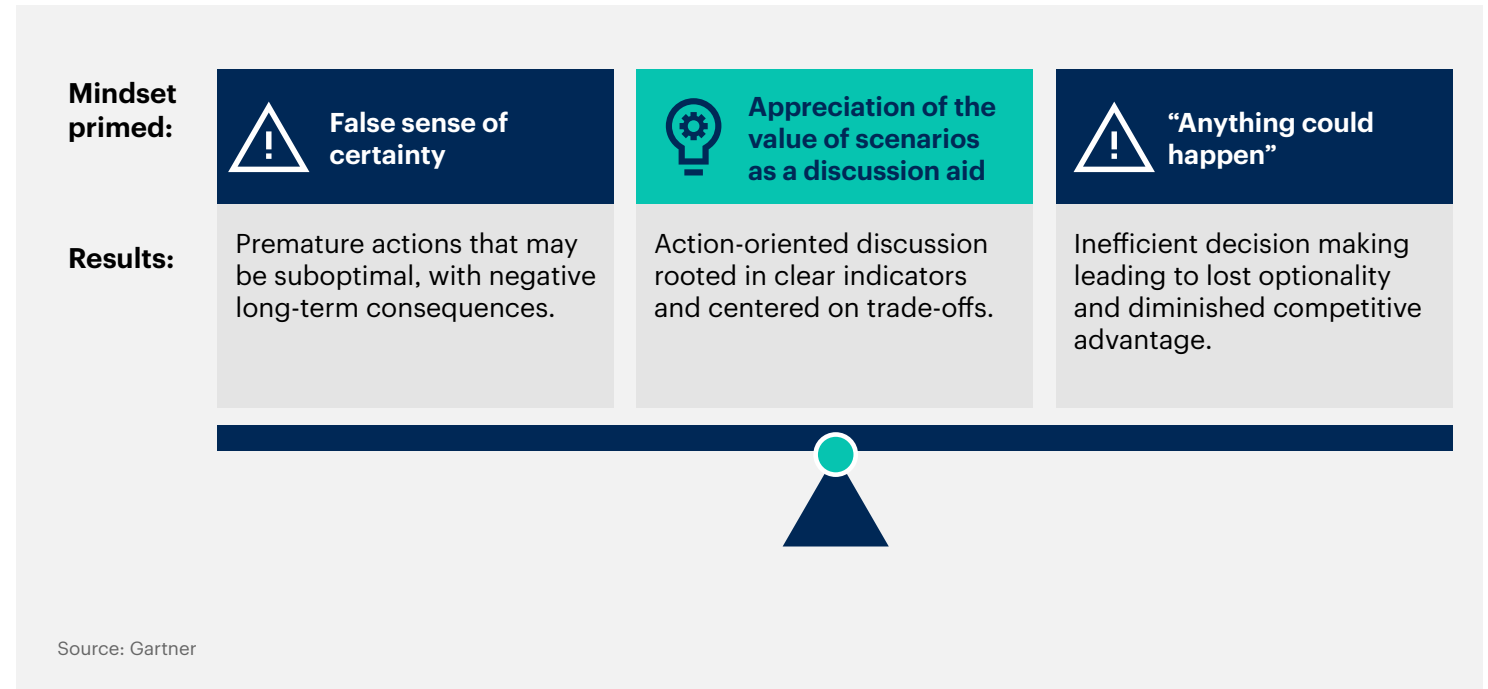 Mindset
primed:
False sense of
certainty
Appreciation of the
value of scenarios
as a discussion aid
“Anything could
happen”
Results:
Premature actions that may
be suboptimal, with negative
long-term consequences.
Action-oriented discussion
rooted in clear indicators
and centered on trade-offs.
Inefficient decision making
leading to lost optionality
and diminished competitive
advantage.
Source: Gartner